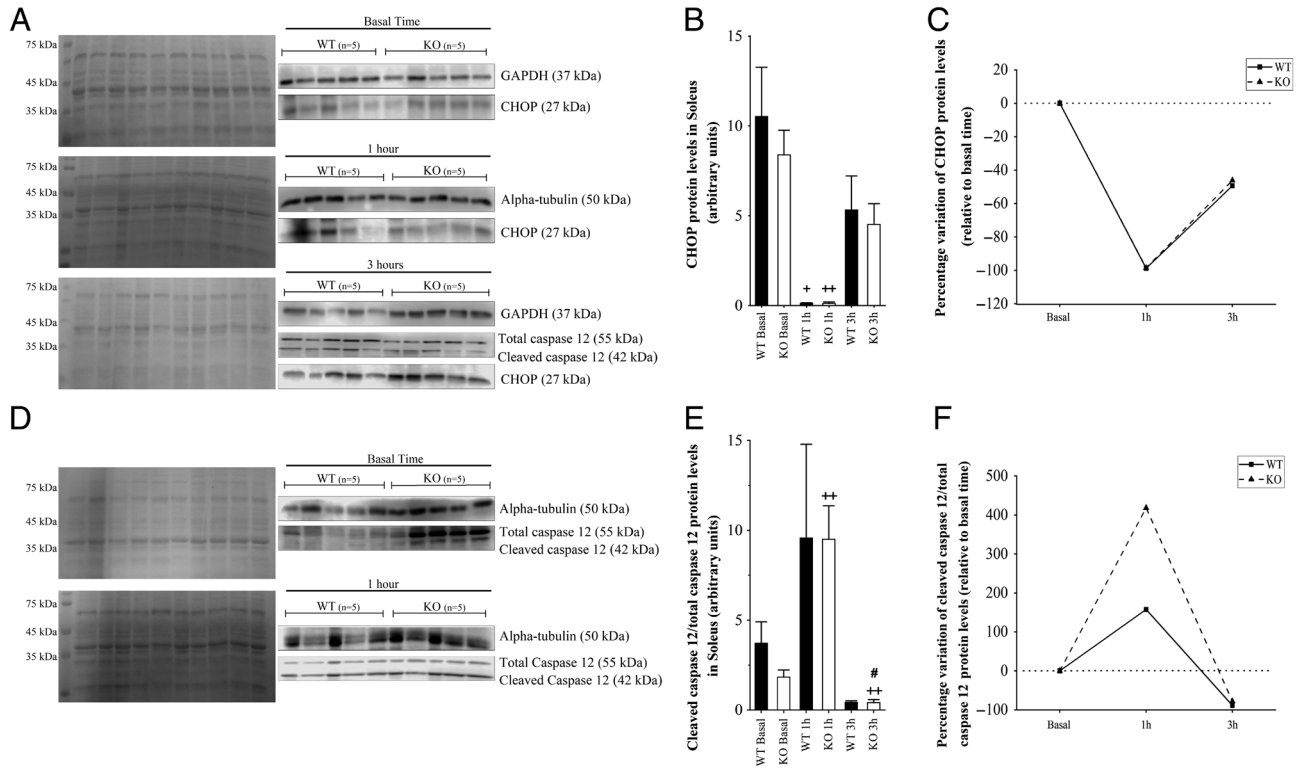 A
Basal Time
WT (n=5)
KO (n=5)
75 kDa
45 kDa
35 kDa
GAPDH (37 kDa)
CHOP (27 kDa)
1 hour
WT (n=5)
KO (n=5)
75 kDa
45 kDa
35 kDa
Alpha-tubulin (50 kDa)
CHOP (27 kDa)
3 hours
WT (n=5)
KO (n=5)
75 kDa
45 kDa
35 kDa
GAPDH (37 kDa)
Total caspase 12 (55 kDa)
Cleaved caspase 12 (42 kDa)
CHOP (27 kDa)
B
CHOP protein levels in Soleus
(arbitrary units)
15
10
5
0
+
++
WT Basal
KO Basal
WT 1h
KO 1h
WT 3h
KO 3h
C
Percentage variation of CHOP protein levels
(relative to basal time)
20
0
−20
−40
−60
−80
−100
−120
Basal
1h
3h
WT
KO
D
Basal Time
WT (n=5)
KO (n=5)
75 kDa
45 kDa
35 kDa
Alpha-tubulin (50 kDa)
Total caspase 12 (55 kDa)
Cleaved caspase 12 (42 kDa)
1 hour
WT (n=5)
KO (n=5)
75 kDa
45 kDa
35 kDa
Alpha-tubulin (50 kDa)
Total Caspase 12 (55 kDa)
Cleaved Caspase 12 (42 kDa)
E
Cleaved caspase 12/total caspase 12 protein levels
in Soleus (arbitrary units)
15
10
5
0
++
#
++
WT Basal
KO Basal
WT 1h
KO 1h
WT 3h
KO 3h
F
Percentage variation of cleaved caspase 12/total
caspase 12 protein levels (relative to basal time)
500
400
300
200
100
0
−100
Basal
1h
3h
WT
KO